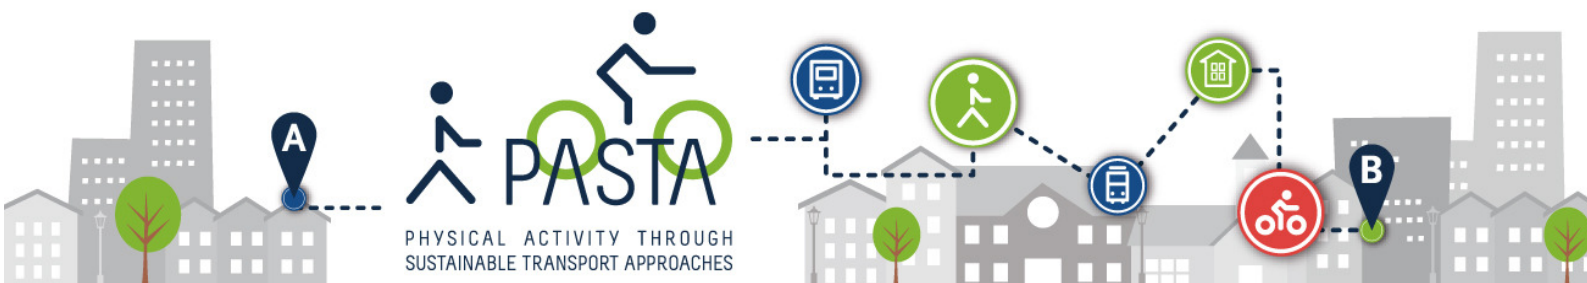 A
PASTA
PHYSICAL ACTIVITY THROUGH
SUSTAINABLE TRANSPORT APPROACHES
B